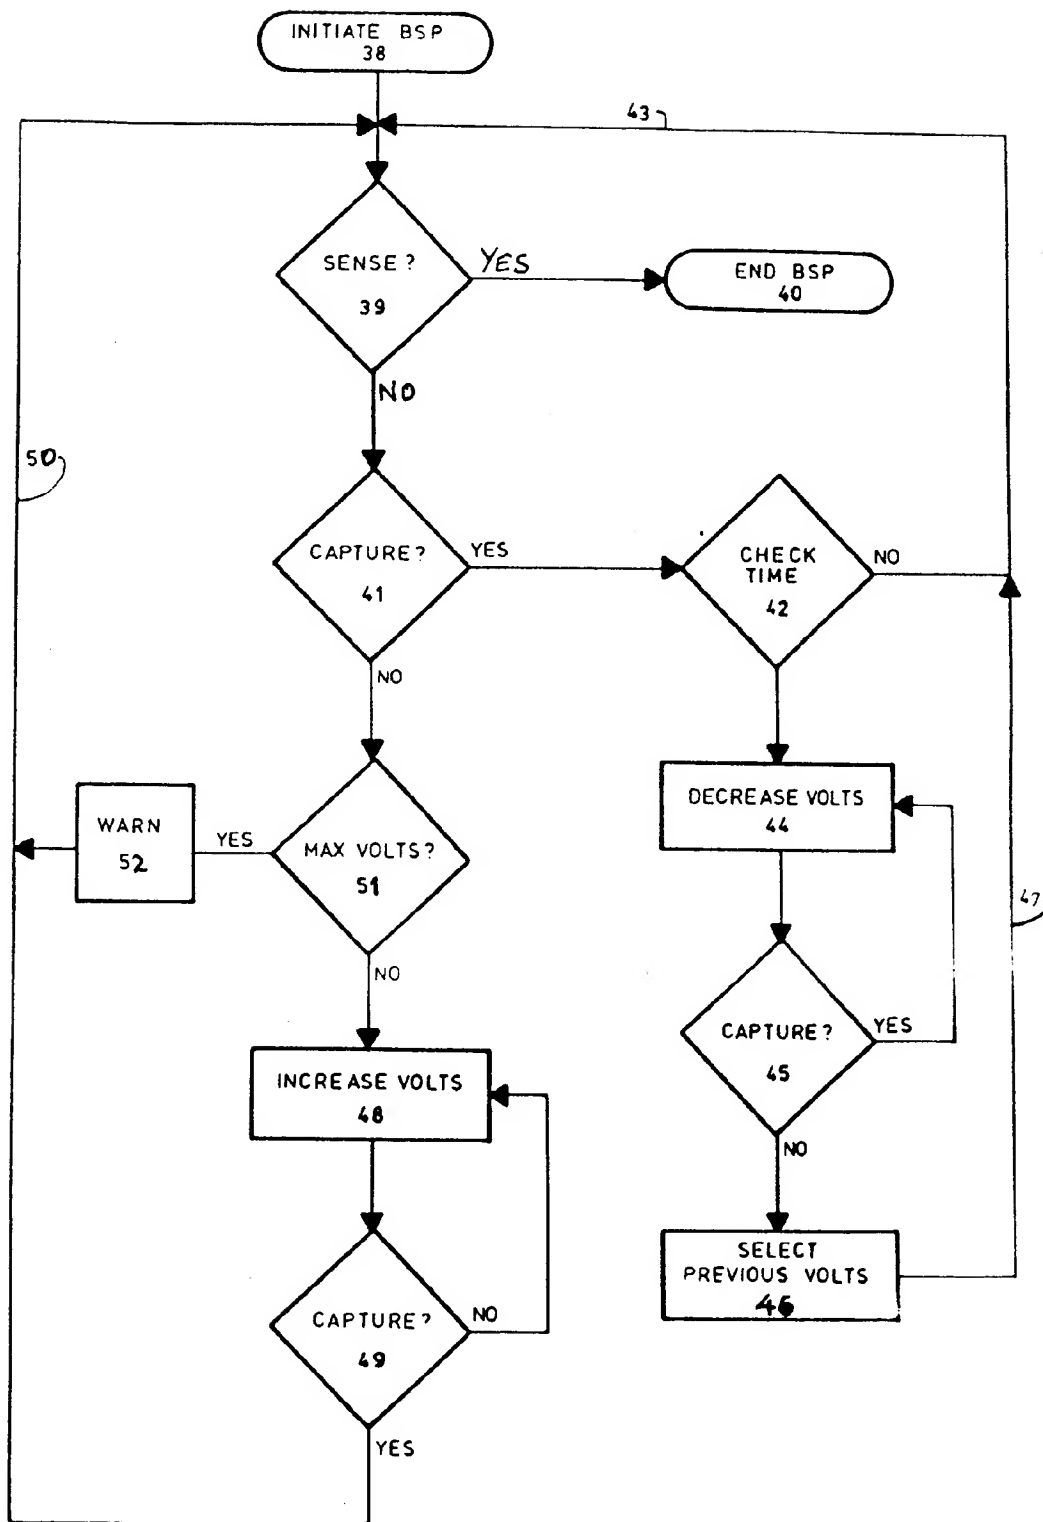 INITIATE BSP
38
43
SENSE?
39
YES
END BSP
40
NO
50
CAPTURE?
41
YES
CHECK
TIME
42
NO
NO
DECREASE VOLTS
44
WARN
52
YES
MAX VOLTS?
51
47
NO
CAPTURE?
45
YES
INCREASE VOLTS
48
NO
SELECT
PREVIOUS VOLTS
46
CAPTURE?
49
NO
YES